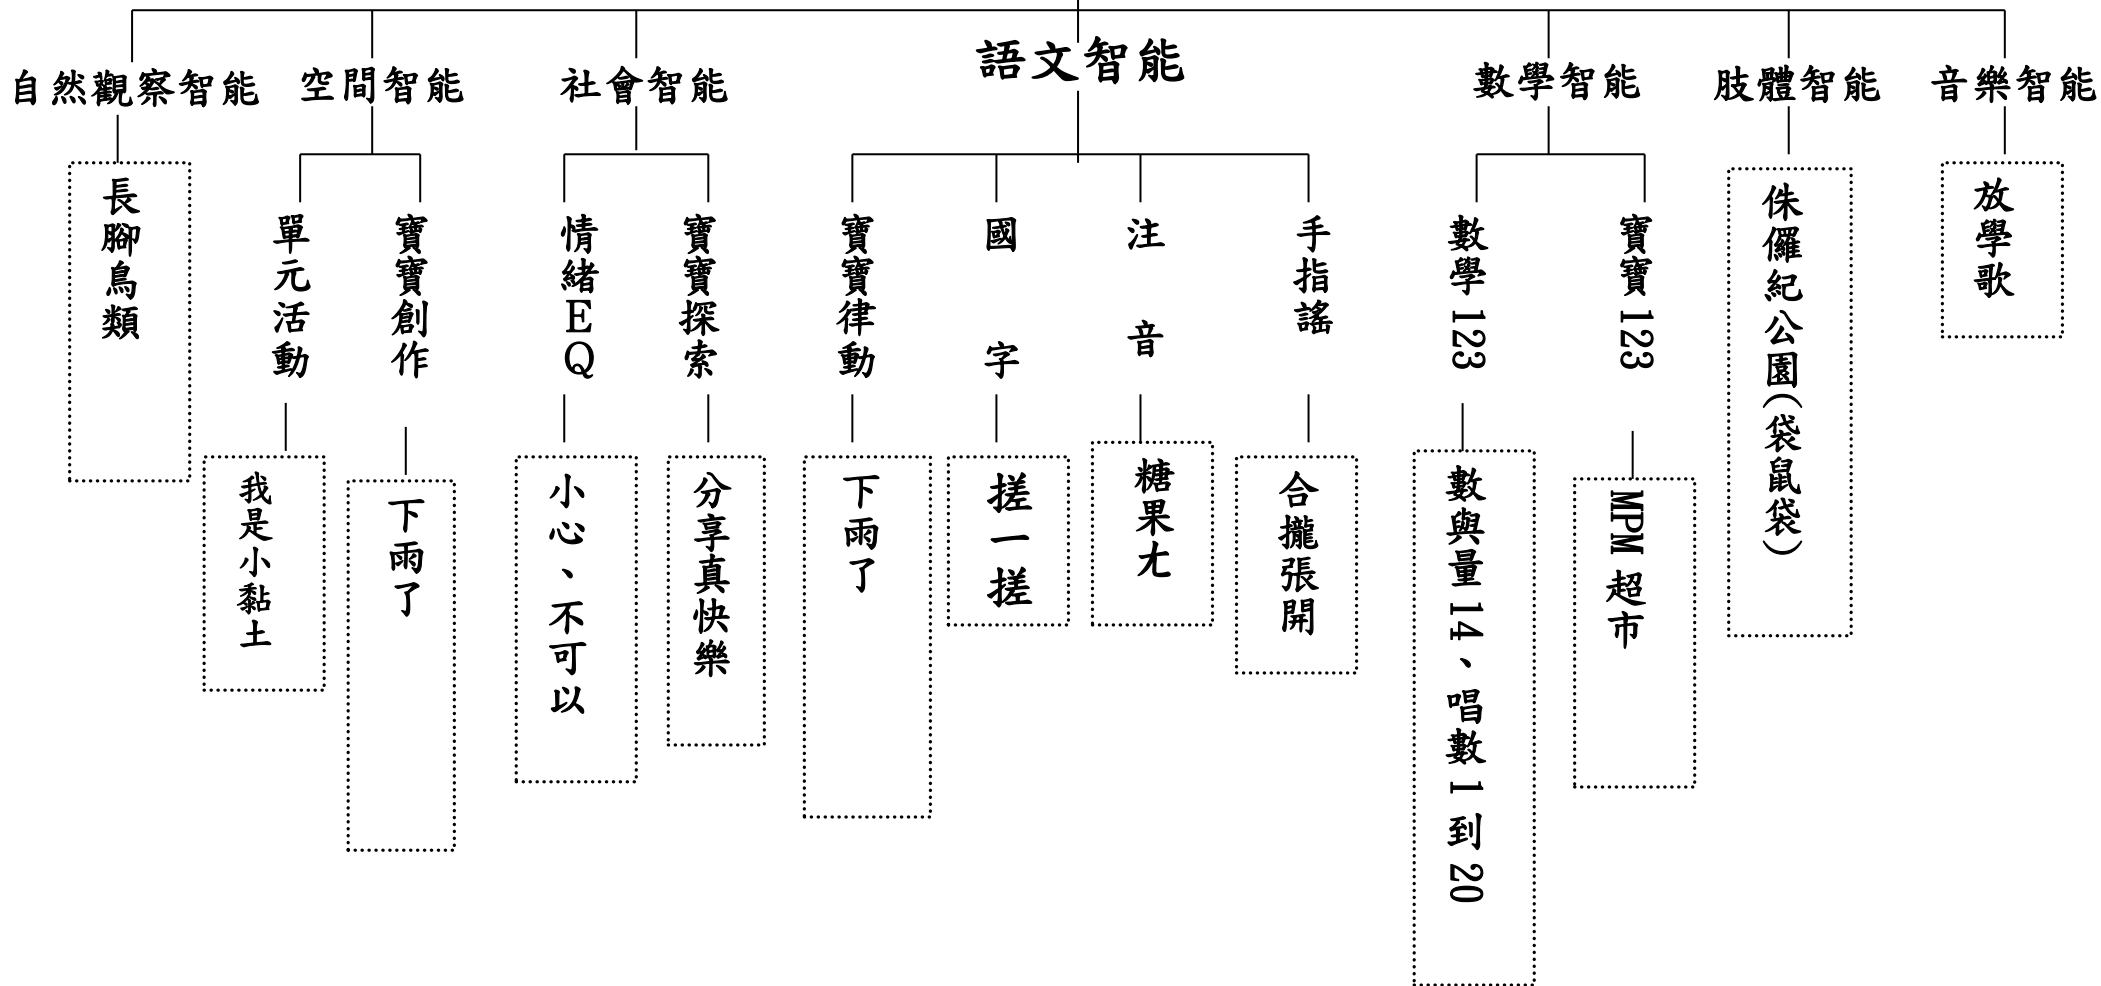 自然觀察智能
空間智能
社會智能
語文智能
數學智能
肢體智能
音樂智能
長腳鳥類
單元活動
寶寶創作
情緒EQ
寶寶探索
寶寶律動
國字
注音
手指謠
數學123
寶寶123
侏儸紀公園(袋鼠袋)
放學歌
我是小黏土
下雨了
小心、不可以
分享真快樂
下雨了
搓一搓
糖果ㄤ
合攏張開
數與量14、唱數1到20
MPM超市